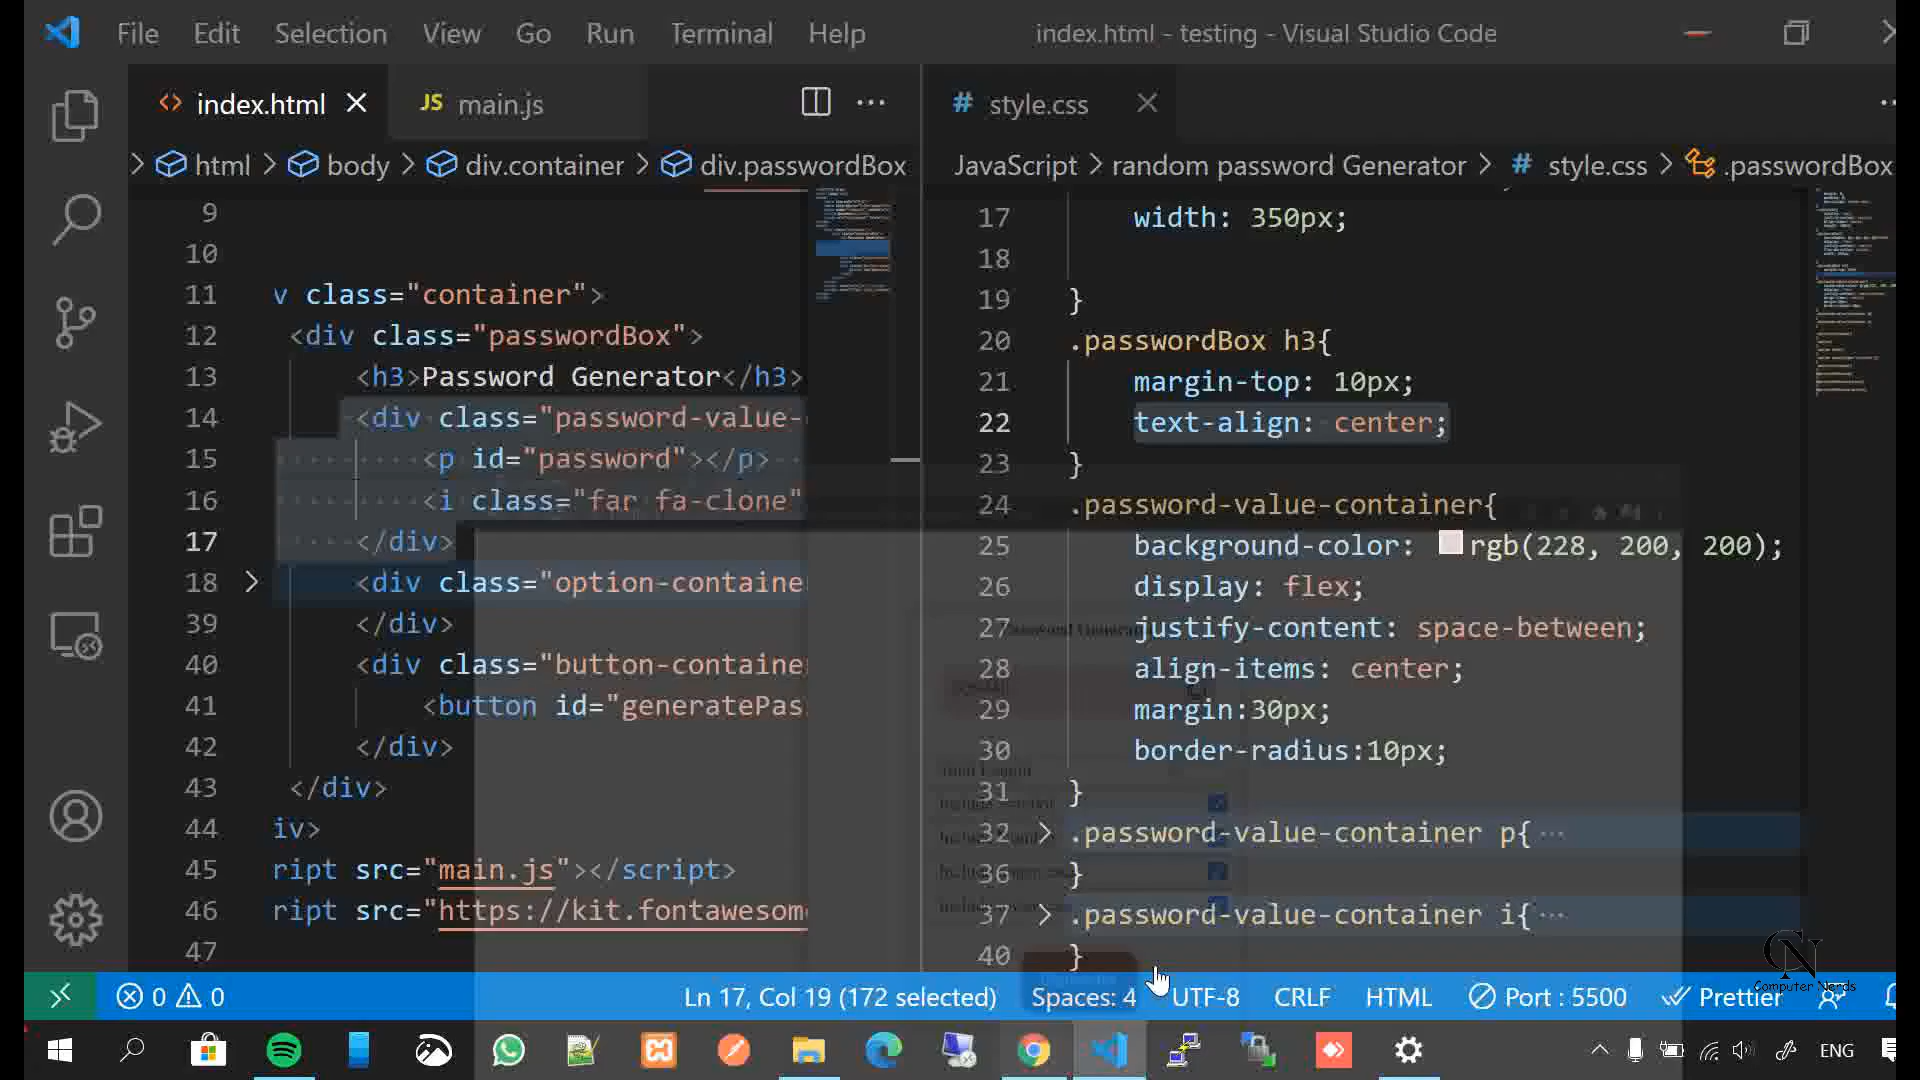 File Edit Selection View Go Run Terminal Help index.html - testing - Visual Studio Code
index.html JS main.js # style.css
html body div.container div.passwordBox
JavaScript random password Generator # style.css .passwordBox
9
10
11 v class="container">
12 <div class="passwordBox">
13 <h3>Password Generator</h3>
14 <div class="password-value-
15 <p id="password"></p>
16 <i class="far fa-clone"
17 </div>
18 <div class="option-containe
39 </div>
40 <div class="button-containe
41 <button id="generatePas
42 </div>
43 </div>
44 iv>
45 ript src="main.js"></script>
46 ript src="https://kit.fontawesom
47
17 width: 350px;
18
19 }
20 .passwordBox h3{
21 margin-top: 10px;
22 text-align: center;
23 }
24 .password-value-container{
25 background-color: rgb(228, 200, 200);
26 display: flex;
27 justify-content: space-between;
28 align-items: center;
29 margin:30px;
30 border-radius:10px;
31 }
32 .password-value-container p{ ...
36 }
37 .password-value-container i{ ...
40 }
CN
Computer Nerds
0 0 Ln 17, Col 19 (172 selected) Spaces: 4 UTF-8 CRLF HTML Port : 5500 Prettier
ENG